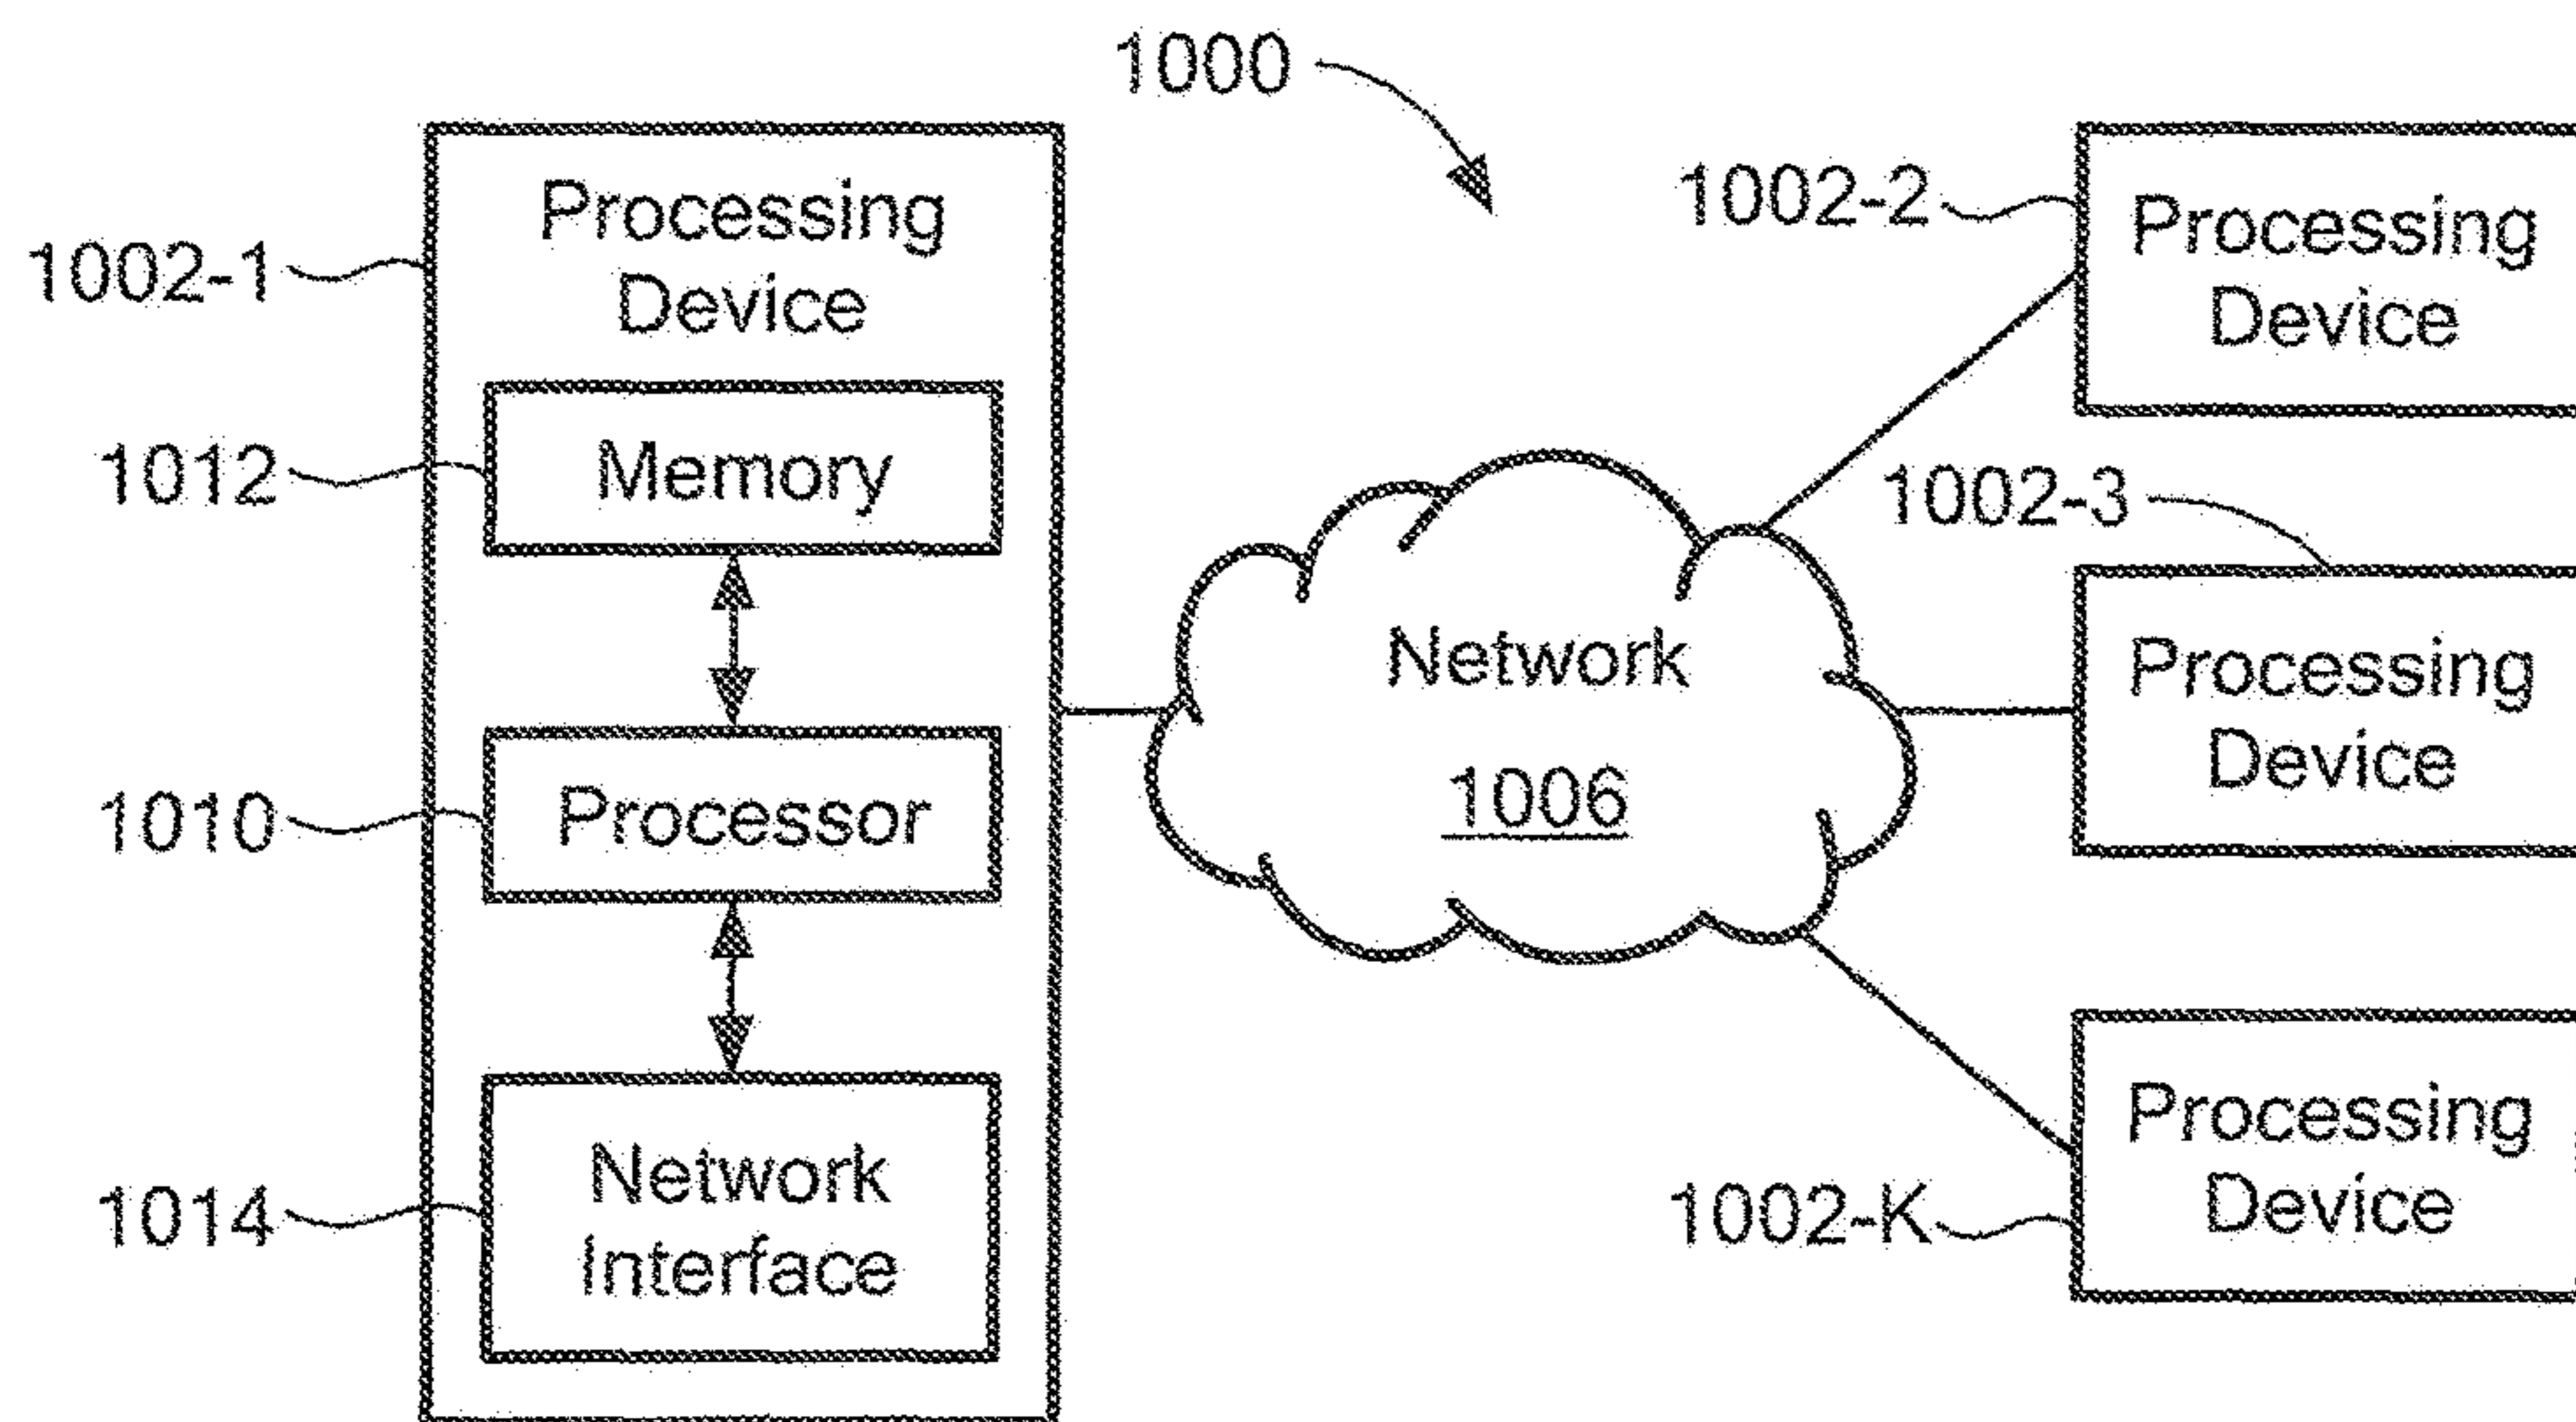 1000
1002-1
Processing
Device
1012
Memory
1010
Processor
1014
Network
Interface
Network
1006
1002-2
Processing
Device
1002-3
Processing
Device
1002-K
Processing
Device